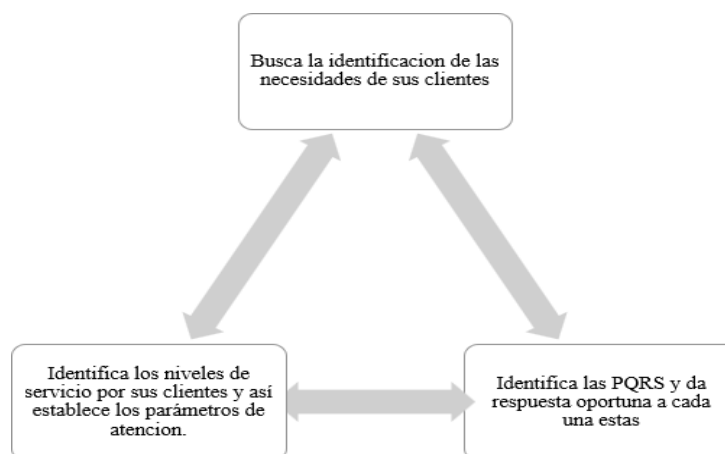 Busca la identificacion de las
necesidades de sus clientes
Identifica los niveles de
servicio por sus clientes y así
establece los parámetros de
atencion.
Identifica las PQRS y da
respuesta oportuna a cada
una estas